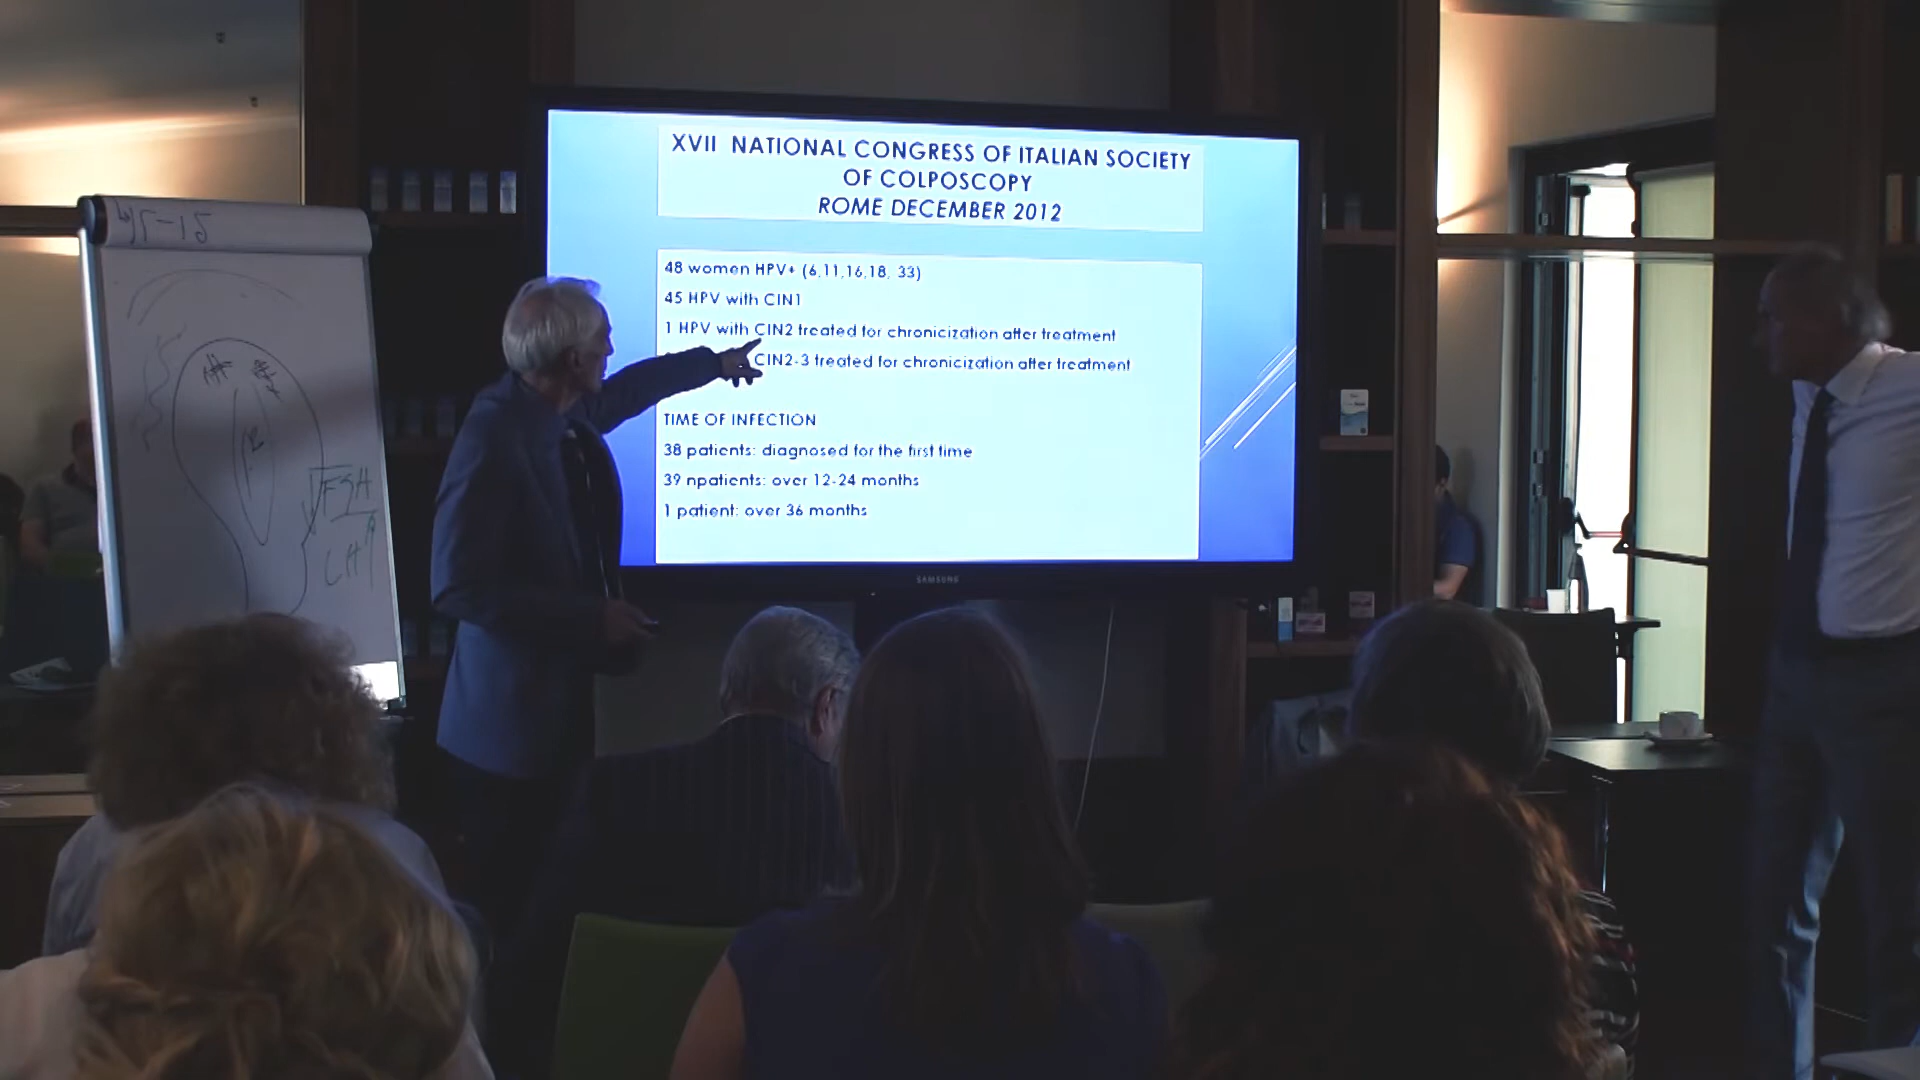 XVII NATIONAL CONGRESS OF ITALIAN SOCIETY
OF COLPOSCOPY
ROME DECEMBER 2012
48 women HPV+ (6,11,16,18, 33)
45 HPV with CIN1
1 HPV with CIN2 treated for chronicization after treatment
CIN2-3 treated for chronicization after treatment
TIME OF INFECTION
38 patients: diagnosed for the first time
39 npatients: over 12-24 months
1 patient: over 36 months
SAMSUNG
45-15
FSH
LH